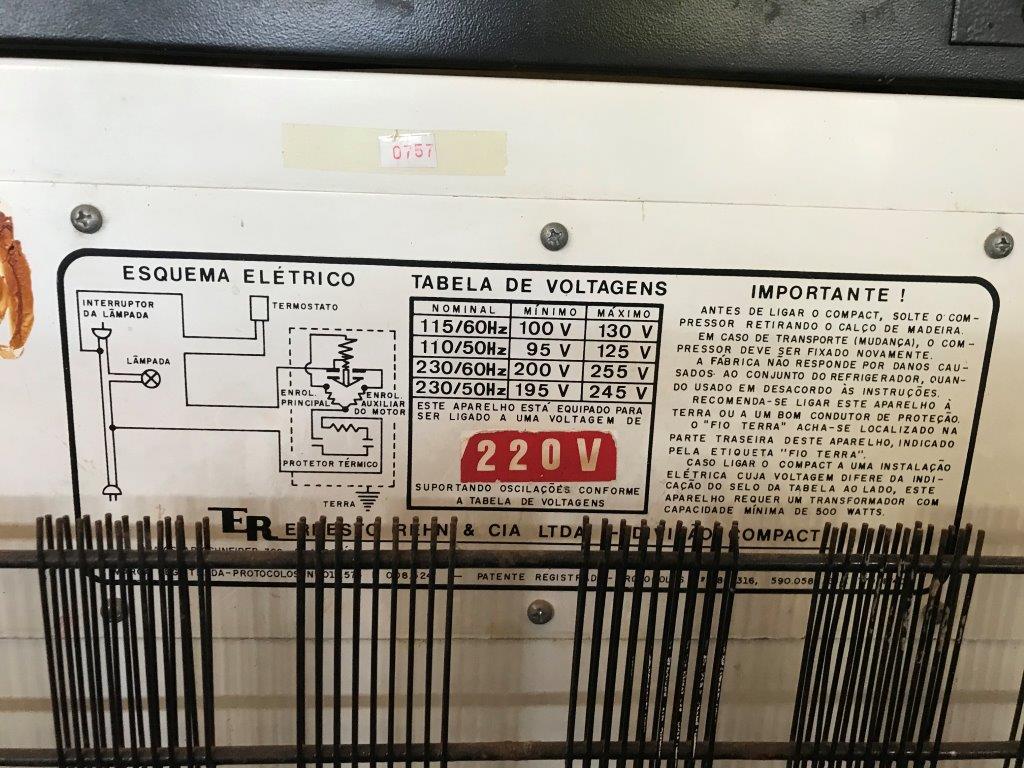 0757
ESQUEMA ELÉTRICO
INTERRUPTOR
DA LÂMPADA
TERMOSTATO
LÂMPADA
ENROL.
PRINCIPAL
ENROL.
AUXILIAR
DO MOTOR
PROTETOR TÉRMICO
TERRA
TABELA DE VOLTAGENS
NOMINAL MÍNIMO MÁXIMO
115/60Hz 100 V 130 V
110/50Hz 95 V 125 V
230/60Hz 200 V 255 V
230/50Hz 195 V 245 V
ESTE APARELHO ESTÁ EQUIPADO PARA
SER LIGADO A UMA VOLTAGEM DE
220V
SUPORTANDO OSCILAÇÕES CONFORME
A TABELA DE VOLTAGENS
IMPORTANTE !
ANTES DE LIGAR O COMPACT, SOLTE O COM-
PRESSOR RETIRANDO O CALÇO DE MADEIRA.
EM CASO DE TRANSPORTE (MUDANÇA), O COM-
PRESSOR DEVE SER FIXADO NOVAMENTE.
A FÁBRICA NÃO RESPONDE POR DANOS CAU-
SADOS AO CONJUNTO DO REFRIGERADOR, QUAN-
DO USADO EM DESACORDO ÀS INSTRUÇÕES.
RECOMENDA-SE LIGAR ESTE APARELHO À
TERRA OU A UM BOM CONDUTOR DE PROTEÇÃO.
O "FIO TERRA" ACHA-SE LOCALIZADO NA
PARTE TRASEIRA DESTE APARELHO, INDICADO
PELA ETIQUETA "FIO TERRA".
CASO LIGAR O COMPACT A UMA INSTALAÇÃO
ELÉTRICA CUJA VOLTAGEM DIFERE DA INDI-
CAÇÃO DO SELO DA TABELA AO LADO, ESTE
APARELHO REQUER UM TRANSFORMADOR COM
CAPACIDADE MÍNIMA DE 500 WATTS.
ER ERNESTO REHN & CIA LTDA - DIVISÃO COMPACT
PATENTE REGISTRADA 590.058